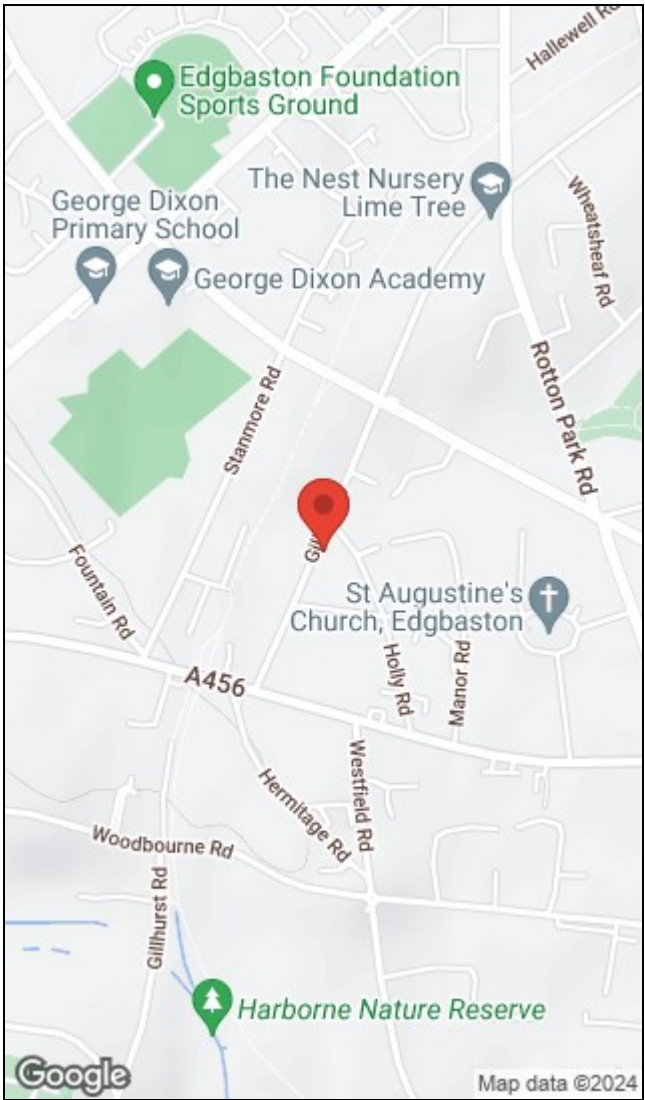 Hallewell Rd
Edgbaston Foundation
Sports Ground
The Nest Nursery
Lime Tree
George Dixon
Primary School
Wheatsheaf Rd
George Dixon Academy
Rotton Park Rd
Stanmore Rd
Fountain Rd
St Augustine's
Church, Edgbaston
Holly Rd
Manor Rd
A456
Westfield Rd
Hermitage Rd
Woodbourne Rd
Gillhurst Rd
Harborne Nature Reserve
Google
Map data ©2024